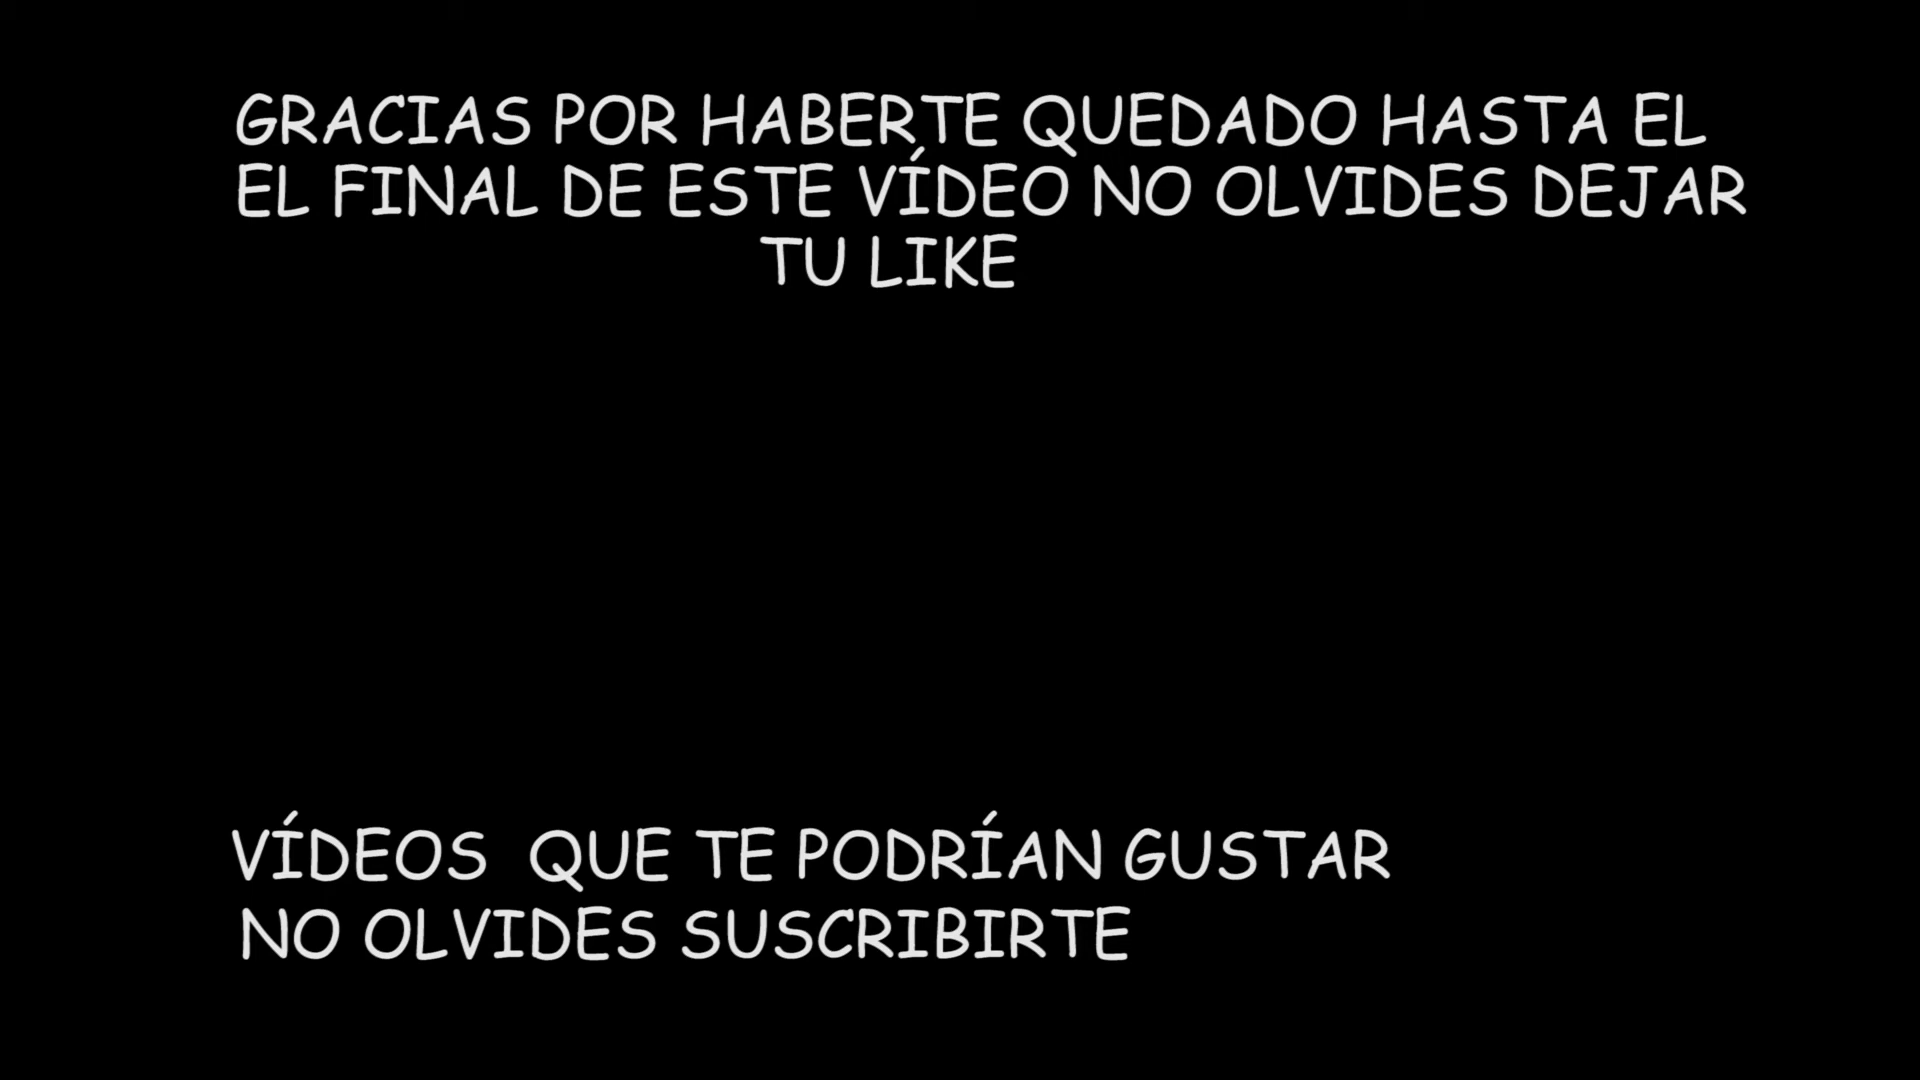 GRACIAS POR HABERTE QUEDADO HASTA EL
EL FINAL DE ESTE VÍDEO NO OLVIDES DEJAR
TU LIKE
VÍDEOS  QUE TE PODRÍAN GUSTAR
NO OLVIDES SUSCRIBIRTE